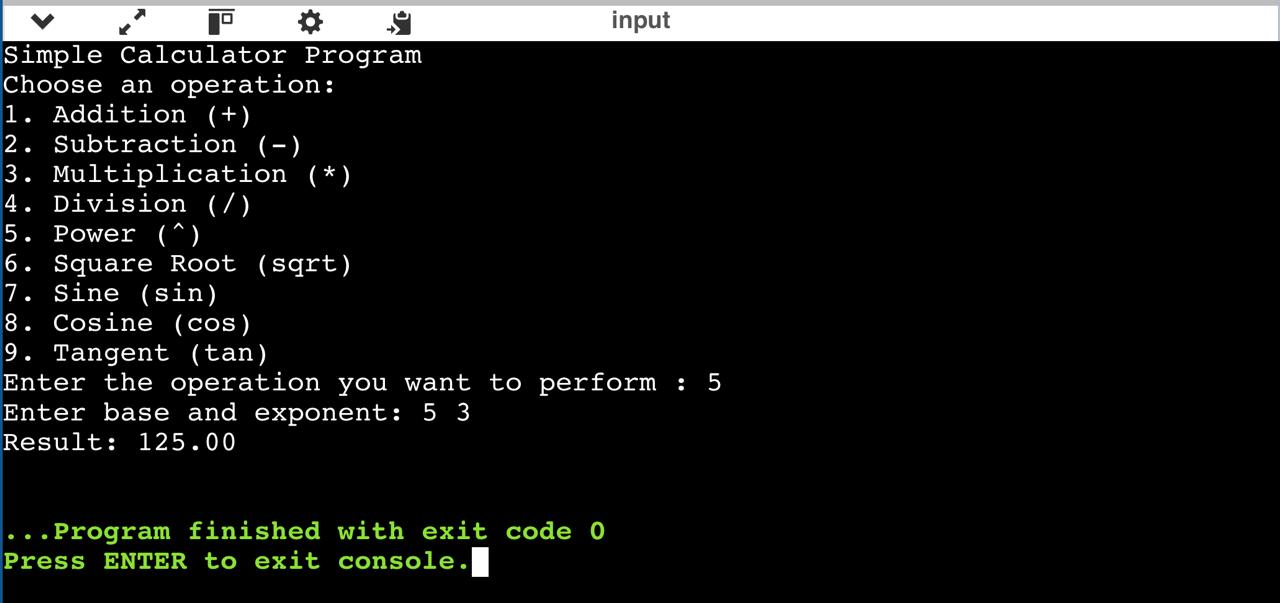 input
Simple Calculator Program
Choose an operation:
1. Addition (+)
2. Subtraction (-)
3. Multiplication (*)
4. Division (/)
5. Power (^)
6. Square Root (sqrt)
7. Sine (sin)
8. Cosine (cos)
9. Tangent (tan)
Enter the operation you want to perform : 5
Enter base and exponent: 5 3
Result: 125.00
...Program finished with exit code 0
Press ENTER to exit console.